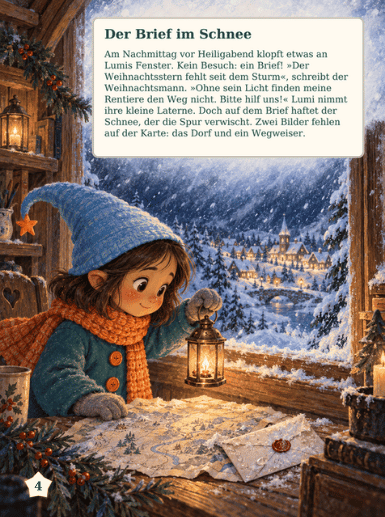 Der Brief im Schnee
Am Nachmittag vor Heiligabend klopft etwas an
Lumis Fenster. Kein Besuch: ein Brief! »Der
Weihnachtsstern fehlt seit dem Sturm«, schreibt der
Weihnachtsmann. »Ohne sein Licht finden meine
Rentiere den Weg nicht. Bitte hilf uns!« Lumi nimmt
ihre kleine Laterne. Doch auf dem Brief haftet der
Schnee, der die Spur verwischt. Zwei Bilder fehlen
auf der Karte: das Dorf und ein Wegweiser.
4